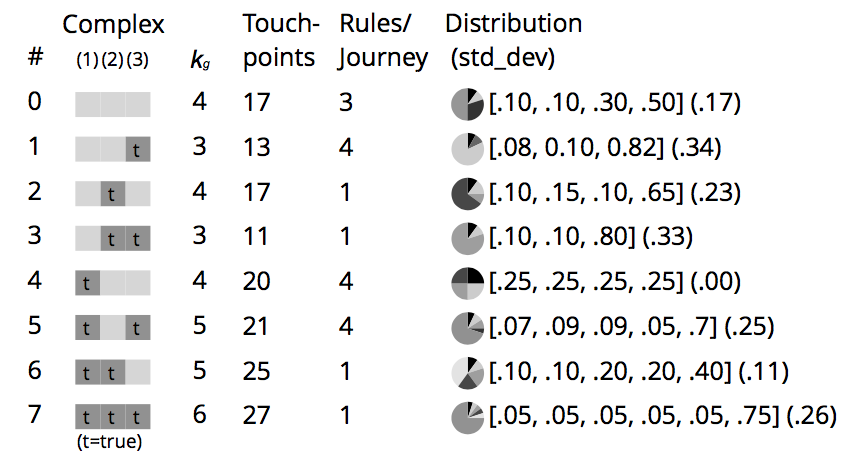 Complex Touch- Rules/ Distribution
# (1) (2) (3) kg points Journey (std_dev)
0 4 17 3 [.10, .10, .30, .50] (.17)
1 t 3 13 4 [.08, 0.10, 0.82] (.34)
2 t 4 17 1 [.10, .15, .10, .65] (.23)
3 t t 3 11 1 [.10, .10, .80] (.33)
4 t 4 20 4 [.25, .25, .25, .25] (.00)
5 t t 5 21 4 [.07, .09, .09, .05, .7] (.25)
6 t t 5 25 1 [.10, .10, .20, .20, .40] (.11)
7 t t t 6 27 1 [.05, .05, .05, .05, .05, .75] (.26)
(t=true)